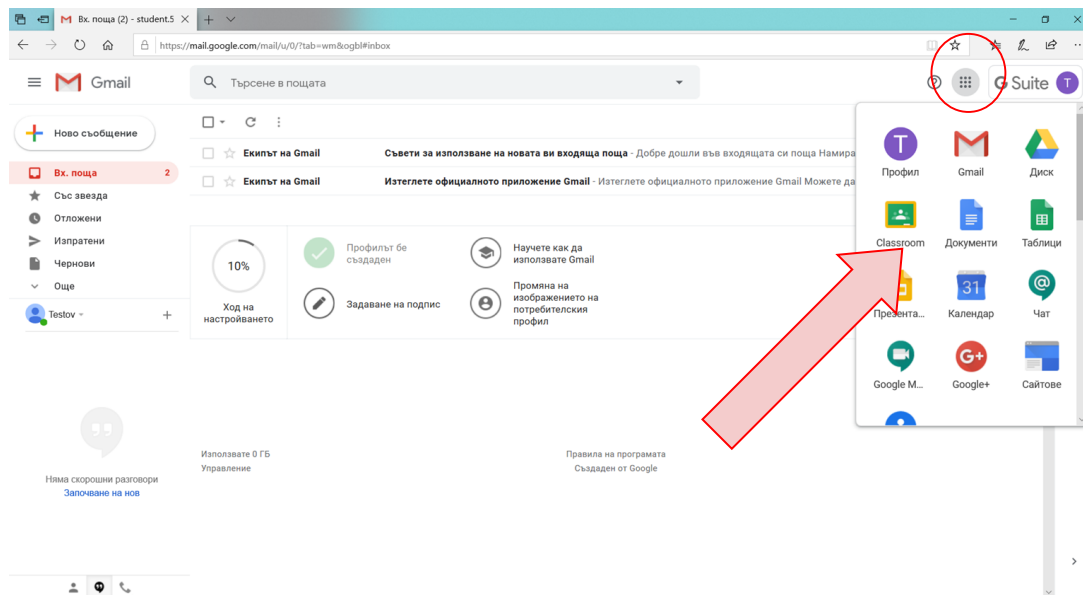 Вх. поща (2) - student.5
https://mail.google.com/mail/u/0/?tab=wm&ogbl#inbox
Gmail
Търсене в пощата
G Suite
T
Ново съобщение
Вх. поща 2
Със звезда
Отложени
Изпратени
Чернови
Още
Testov
Екипът на Gmail Съвети за използване на новата ви входяща поща - Добре дошли във входящата си поща Намира
Екипът на Gmail Изтеглете официалното приложение Gmail - Изтеглете официалното приложение Gmail Можете да
10%
Ход на
настройването
Профилът бе
създаден
Задаване на подпис
Научете как да
използвате Gmail
Промяна на
изображението на
потребителския
профил
T
Профил
Gmail
Диск
Classroom
Документи
Таблици
Презента...
31
Календар
Чат
Google M...
G+
Google+
Сайтове
Използвате 0 ГБ
Управление
Правила на програмата
Създаден от Google
Няма скорошни разговори
Започване на нов